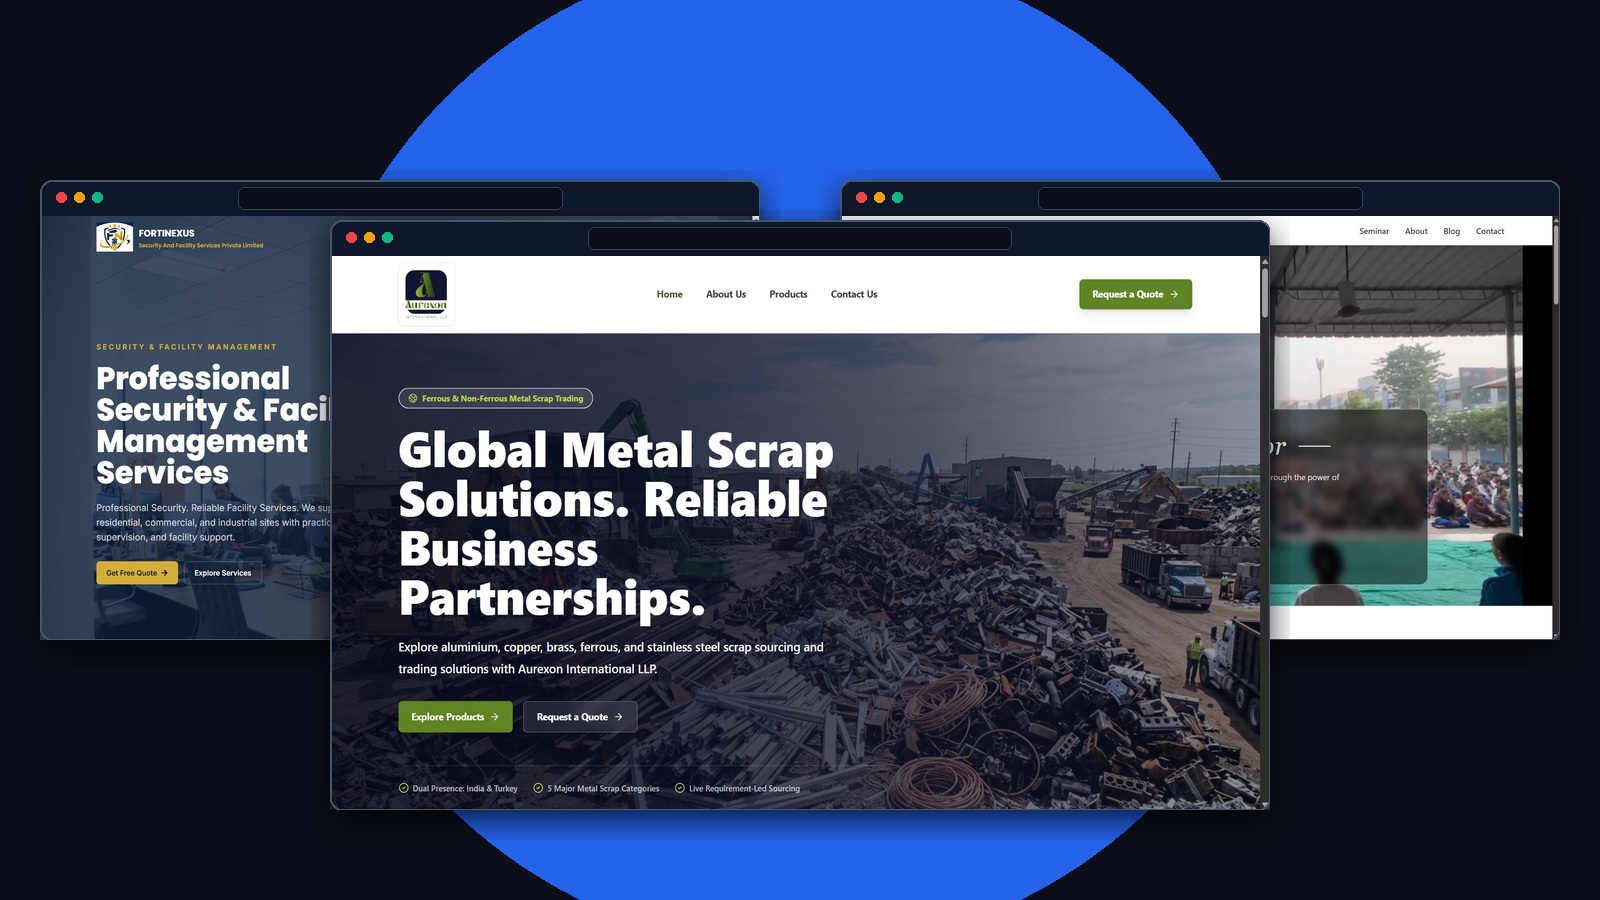 FORTINEXUS
Security And Facility Services Private Limited
SECURITY & FACILITY MANAGEMENT
Professional
Security & Facil
Management
Services
Professional Security. Reliable Facility Services. We sup
residential, commercial, and industrial sites with practic
supervision, and facility support.
Get Free Quote
Explore Services
Aurexon
INTERNATIONAL LLP
Home
About Us
Products
Contact Us
Request a Quote
Ferrous & Non-Ferrous Metal Scrap Trading
Global Metal Scrap
Solutions. Reliable
Business
Partnerships.
Explore aluminium, copper, brass, ferrous, and stainless steel scrap sourcing and
trading solutions with Aurexon International LLP.
Explore Products
Request a Quote
Dual Presence: India & Turkey
5 Major Metal Scrap Categories
Live Requirement-Led Sourcing
Seminar
About
Blog
Contact
or
rough the power of